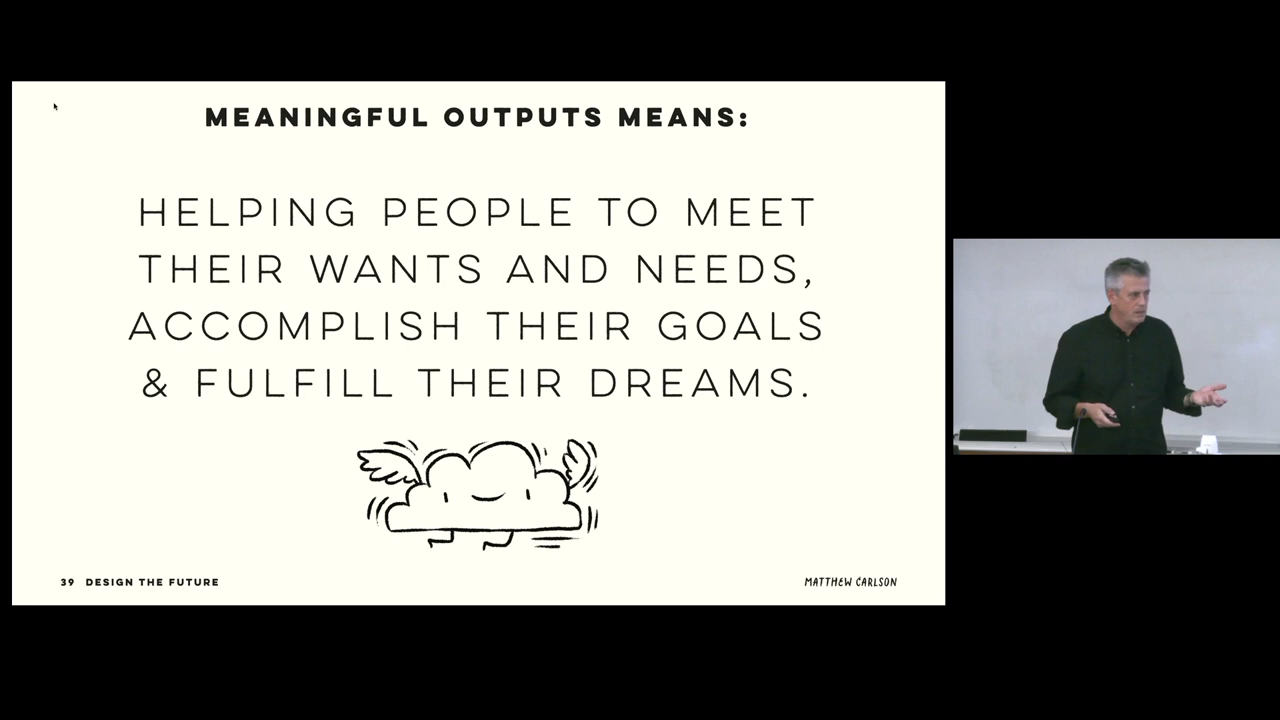 MEANINGFUL OUTPUTS MEANS:
HELPING PEOPLE TO MEET
THEIR WANTS AND NEEDS,
ACCOMPLISH THEIR GOALS
& FULFILL THEIR DREAMS.
39 DESIGN THE FUTURE
MATTHEW CARLSON